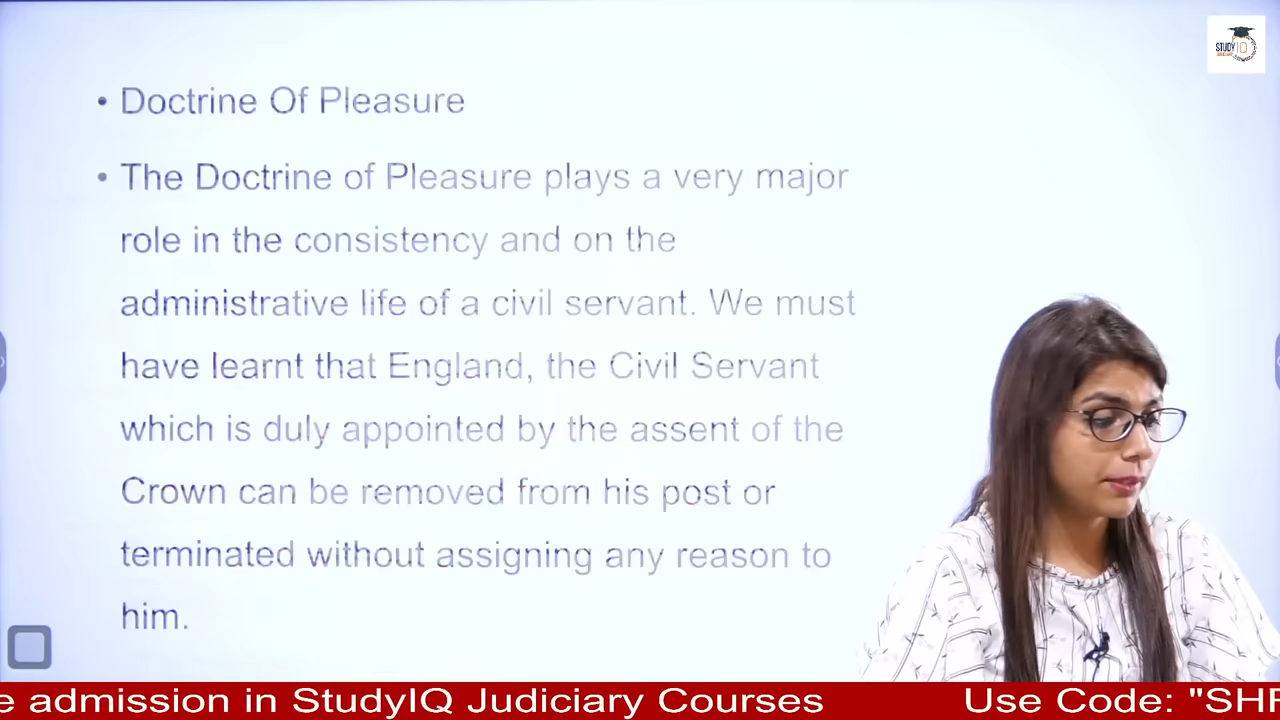 STUDY IQ
• Doctrine Of Pleasure
• The Doctrine of Pleasure plays a very major
role in the consistency and on the
administrative life of a civil servant. We must
have learnt that England, the Civil Servant
which is duly appointed by the assent of the
Crown can be removed from his post or
terminated without assigning any reason to
him.
e admission in StudyIQ Judiciary Courses Use Code: "SHR